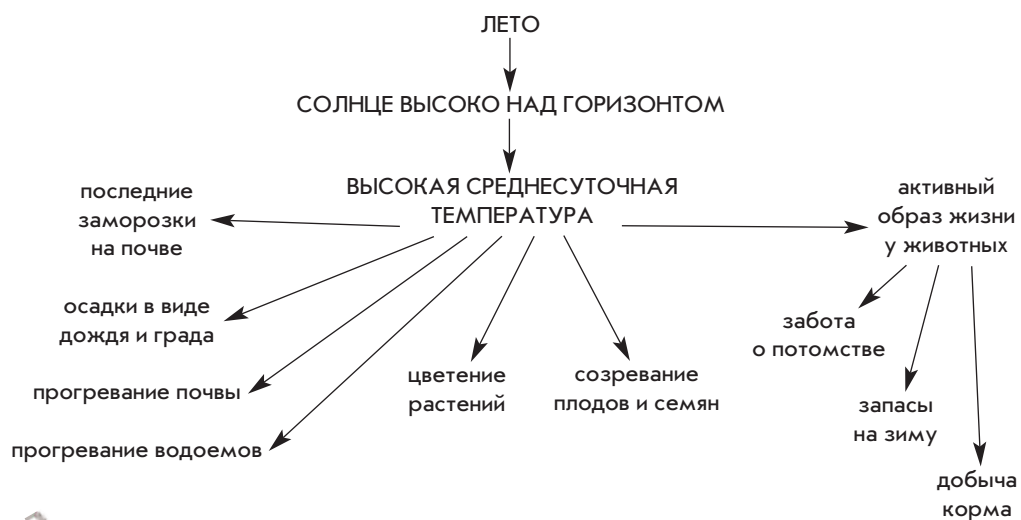 ЛЕТО
СОЛНЦЕ ВЫСОКО НАД ГОРИЗОНТОМ
ВЫСОКАЯ СРЕДНЕСУТОЧНАЯ
ТЕМПЕРАТУРА
последние
заморозки
на почве
осадки в виде
дождя и града
прогревание почвы
прогревание водоемов
цветение
растений
созревание
плодов и семян
активный
образ жизни
у животных
забота
о потомстве
запасы
на зиму
добыча
корма